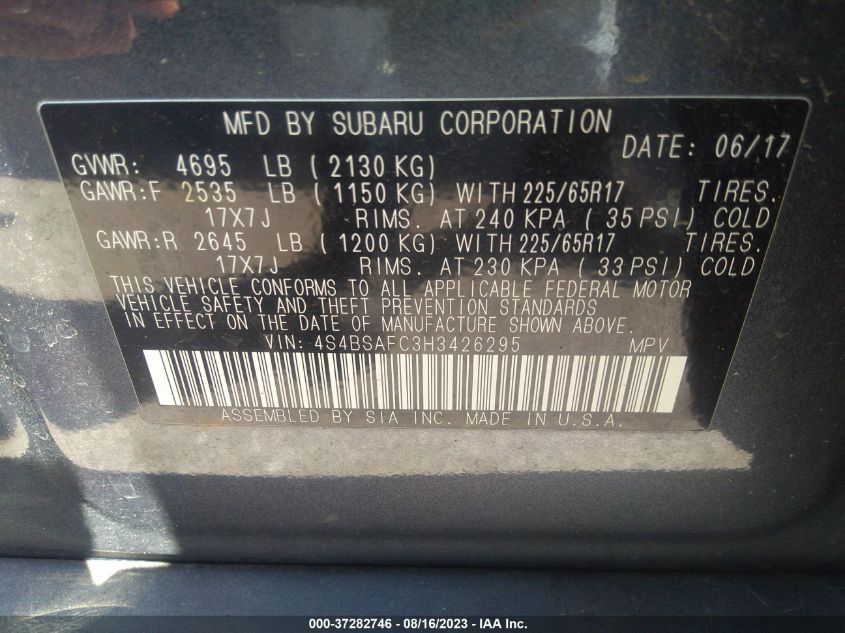 MFD BY SUBARU CORPORATION
DATE: 06/17
GVWR: 4695 LB ( 2130 KG)
GAWR:F 2535 LB ( 1150 KG) WITH 225/65R17 TIRES.
17X7J RIMS. AT 240 KPA ( 35 PSI) COLD
GAWR:R 2645 LB ( 1200 KG) WITH 225/65R17 TIRES.
17X7J RIMS. AT 230 KPA ( 33 PSI) COLD
THIS VEHICLE CONFORMS TO ALL APPLICABLE FEDERAL MOTOR
VEHICLE SAFETY AND THEFT PREVENTION STANDARDS
IN EFFECT ON THE DATE OF MANUFACTURE SHOWN ABOVE.
VIN: 4S4BSAFC3H3426295 MPV
ASSEMBLED BY SIA INC. MADE IN U.S.A.
000-37282746 - 08/16/2023 - IAA Inc.